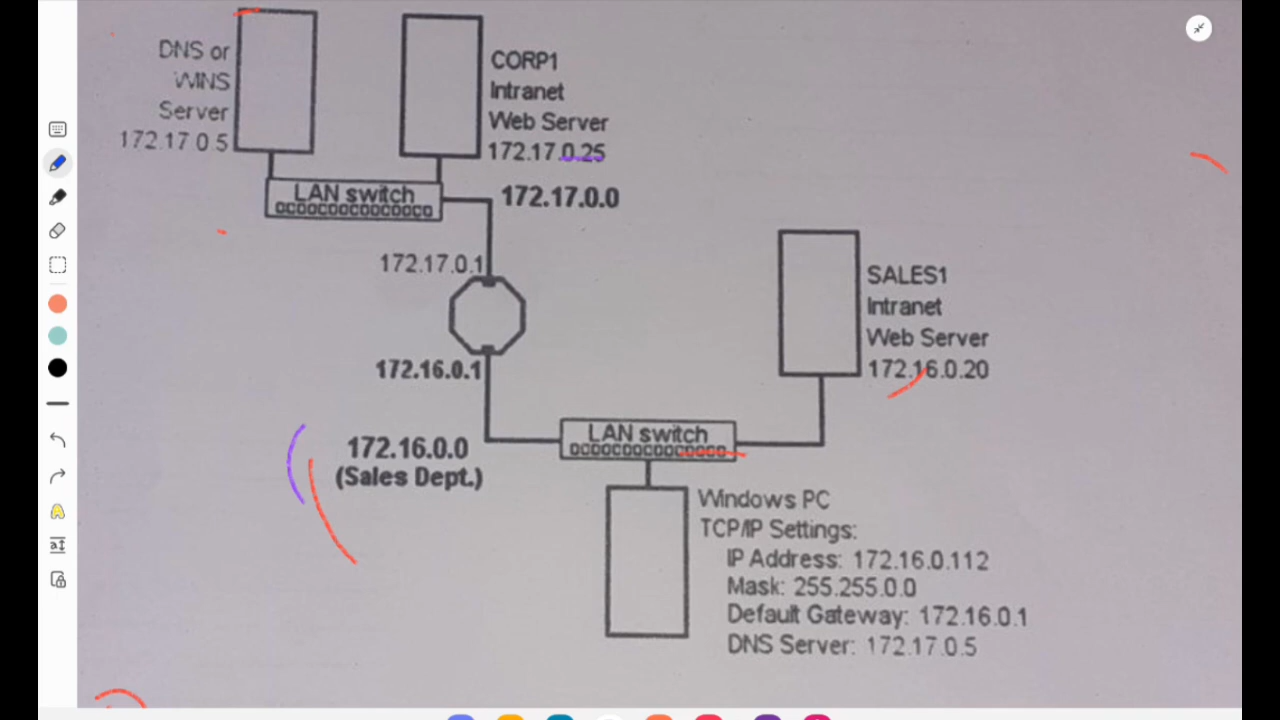 DNS or
WINS
Server
172.17 0 5
CORP1
Intranet
Web Server
172.17.0.25
LAN switch
172.17.0.0
172.17.0.1
172.16.0.1
SALES1
Intranet
Web Server
172.16.0.20
172.16.0.0
(Sales Dept.)
LAN switch
Windows PC
TCP/IP Settings:
IP Address: 172.16.0.112
Mask: 255.255.0.0
Default Gateway: 172.16.0.1
DNS Server: 172.17.0.5